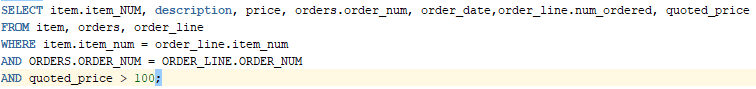 SELECT item.item_NUM, description, price, orders.order_num, order_date,order_line.num_ordered, quoted_price
FROM item, orders, order_line
WHERE item.item_num = order_line.item_num
AND ORDERS.ORDER_NUM = ORDER_LINE.ORDER_NUM
AND quoted_price > 100;